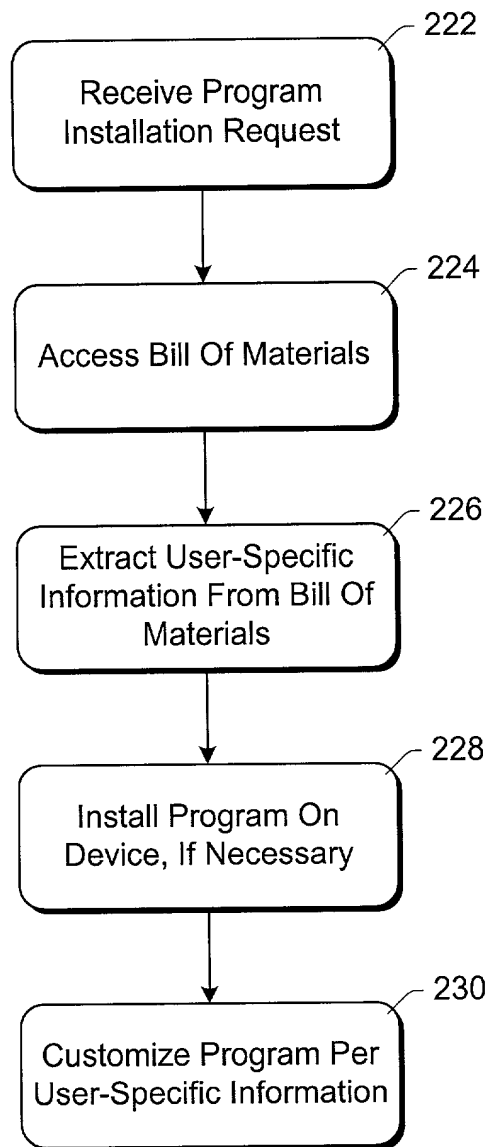 222
Receive Program
Installation Request
224
Access Bill Of Materials
226
Extract User-Specific
Information From Bill Of
Materials
228
Install Program On
Device, If Necessary
230
Customize Program Per
User-Specific Information